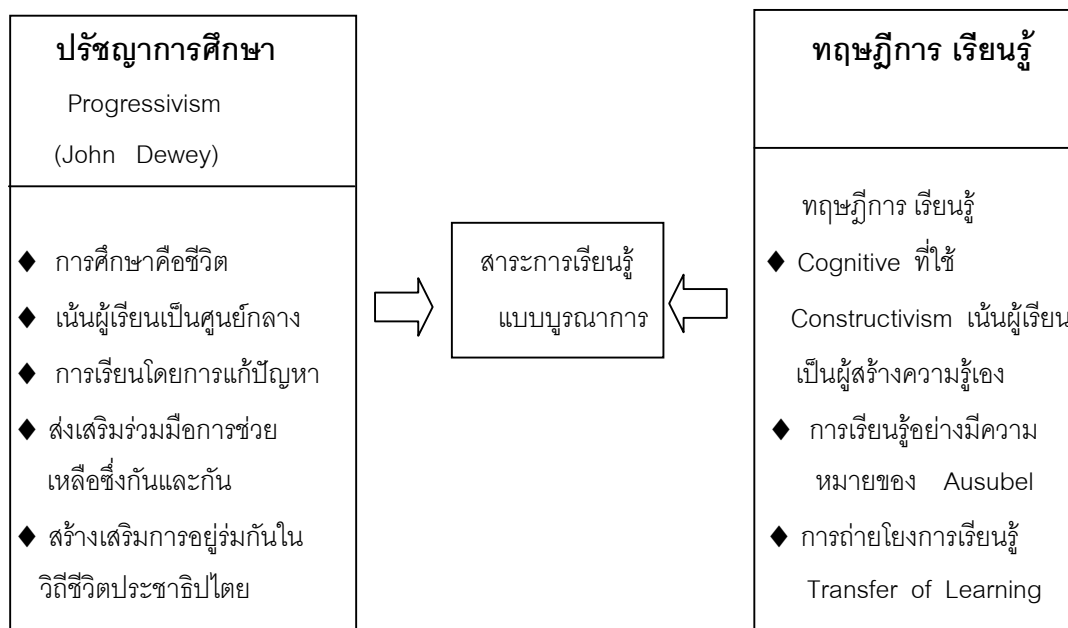 ปรัชญาการศึกษา
Progressivism
(John Dewey)
◆ การศึกษาคือชีวิต
◆ เน้นผู้เรียนเป็นศูนย์กลาง
◆ การเรียนโดยการแก้ปัญหา
◆ ส่งเสริมร่วมมือการช่วย
เหลือซึ่งกันและกัน
◆ สร้างเสริมการอยู่ร่มกันใน
วิถีชีวิตประชาธิปไตย
สาระการเรียนรู้
แบบบูรณาการ
ทฤษฎีการ เรียนรู้
ทฤษฎีการ เรียนรู้
◆ Cognitive ที่ใช้
Constructivism เน้นผู้เรียน
เป็นผู้สร้างความรู้เอง
◆ การเรียนรู้อย่างมีความ
หมายของ Ausubel
◆ การถ่ายโยงการเรียนรู้
Transfer of Learning